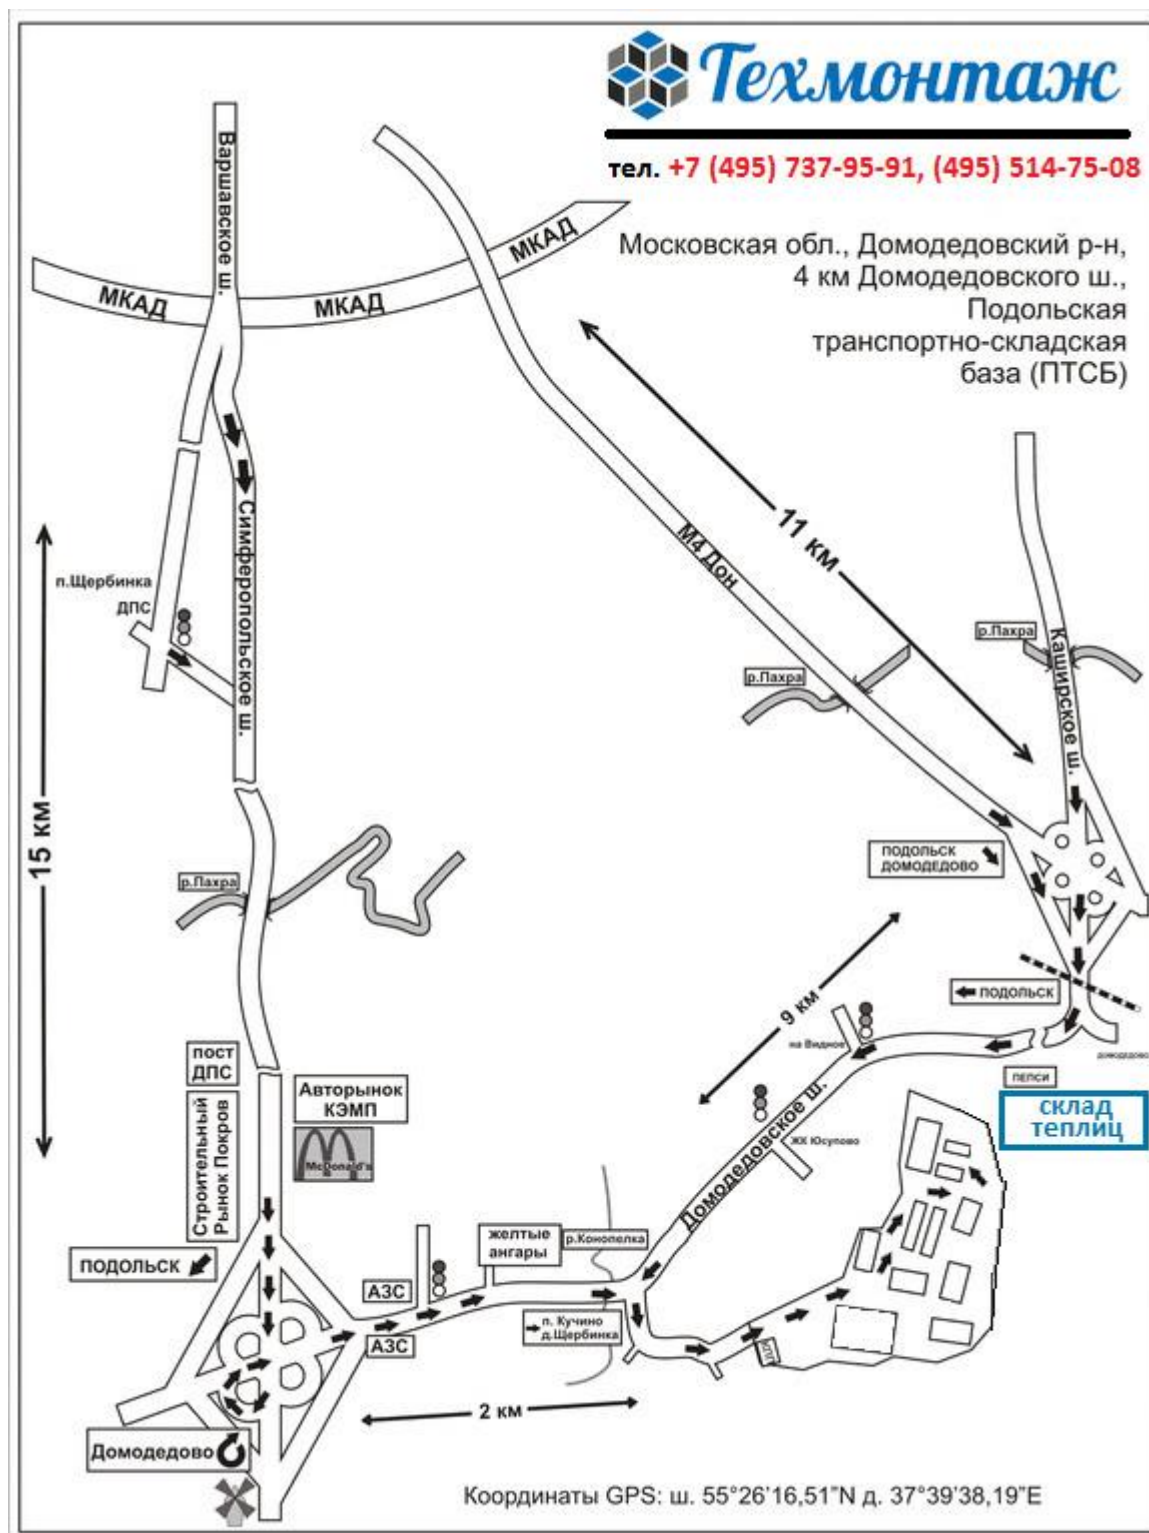 Техмонтаж
тел. +7 (495) 737-95-91, (495) 514-75-08
Московская обл., Домодедовский р-н,
4 км Домодедовского ш.,
Подольская
транспортно-складская
база (ПТСБ)
Варшавское ш.
МКАД
МКАД
МКАД
11 км
М4 Дон
Симферопольское ш.
п.Щербинка
ДПС
р.Пахра
Каширское ш.
р.Пахра
15 км
р.Пахра
ПОДОЛЬСК
ДОМОДЕДОВО
ПОДОЛЬСК
9 км
на Видное
ДОМОДЕДОВО
ПЕПСИ
склад
теплиц
пост
ДПС
Строительный
Рынок Покров
Авторынок
КЭМП
McDonald's
Домодедовское ш.
ЖК Юсупово
ПОДОЛЬСК
желтые
ангары
р.Конопелка
АЗС
АЗС
п. Кучино
д.Щербинка
КПП
2 км
Домодедово
Координаты GPS: ш. 55°26'16,51"N д. 37°39'38,19"E